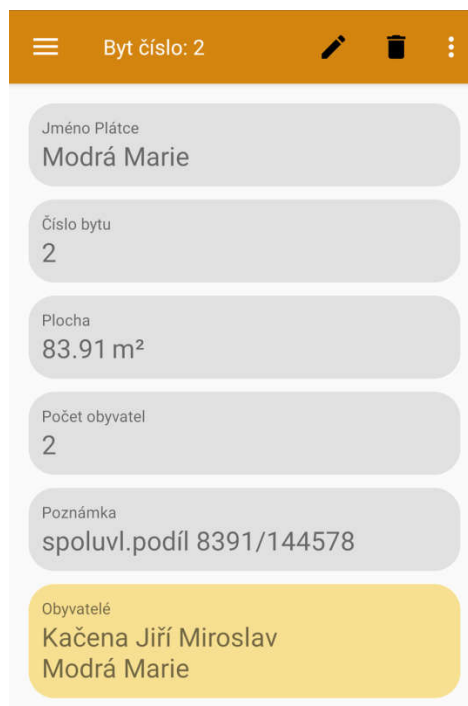 Byt číslo: 2
Jméno Plátce
Modrá Marie
Číslo bytu
2
Plocha
83.91 m²
Počet obyvatel
2
Poznámka
spoluvl.podíl 8391/144578
Obyvatelé
Kačena Jiří Miroslav
Modrá Marie